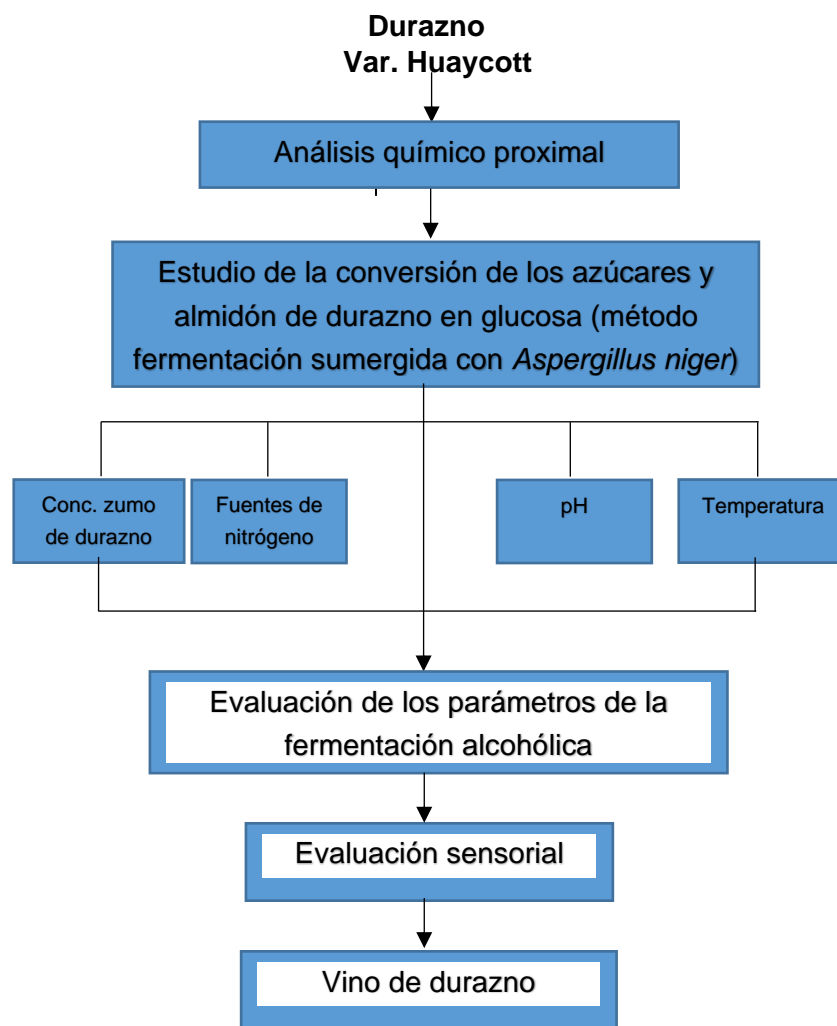 Durazno
Var. Huaycott
Análisis químico proximal
Estudio de la conversión de los azúcares y
almidón de durazno en glucosa (método
fermentación sumergida con Aspergillus niger)
Conc. zumo
de durazno
Fuentes de
nitrógeno
pH
Temperatura
Evaluación de los parámetros de la
fermentación alcohólica
Evaluación sensorial
Vino de durazno